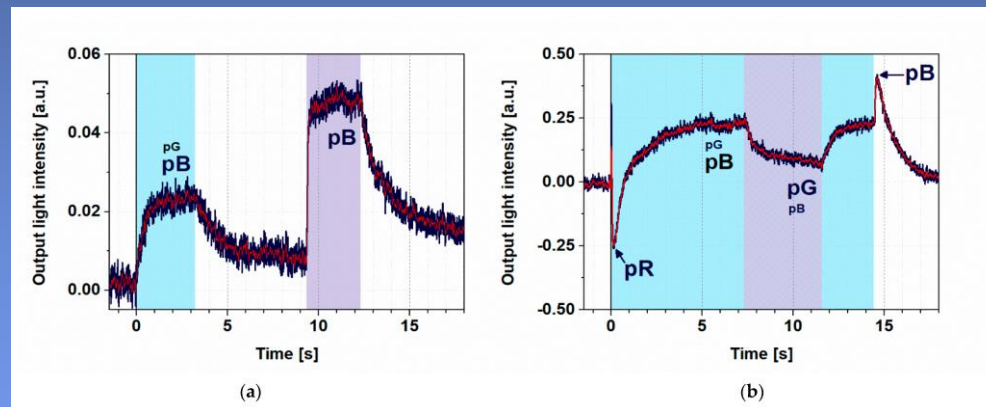 0.06
0.04
0.02
0.00
Output light intensity [a.u.]
pG
pB
pB
0
5
10
15
Time [s]
(a)
0.50
0.25
0.00
-0.25
-0.50
Output light intensity [a.u.]
pR
pG
pB
pG
pB
pB
0
5
10
15
Time [s]
(b)